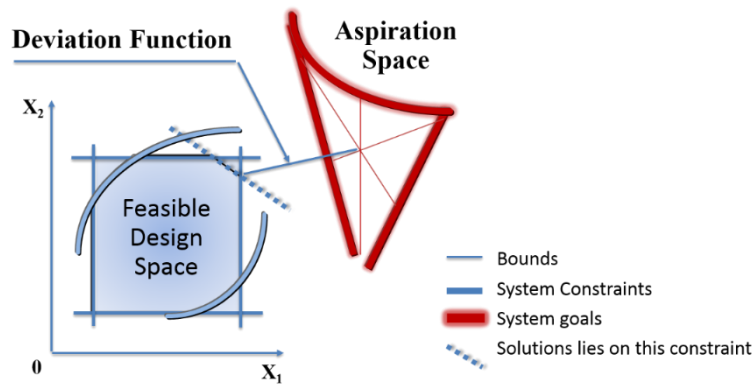 Deviation Function
Aspiration
Space
X2
Feasible
Design
Space
0
X1
Bounds
System Constraints
System goals
Solutions lies on this constraint